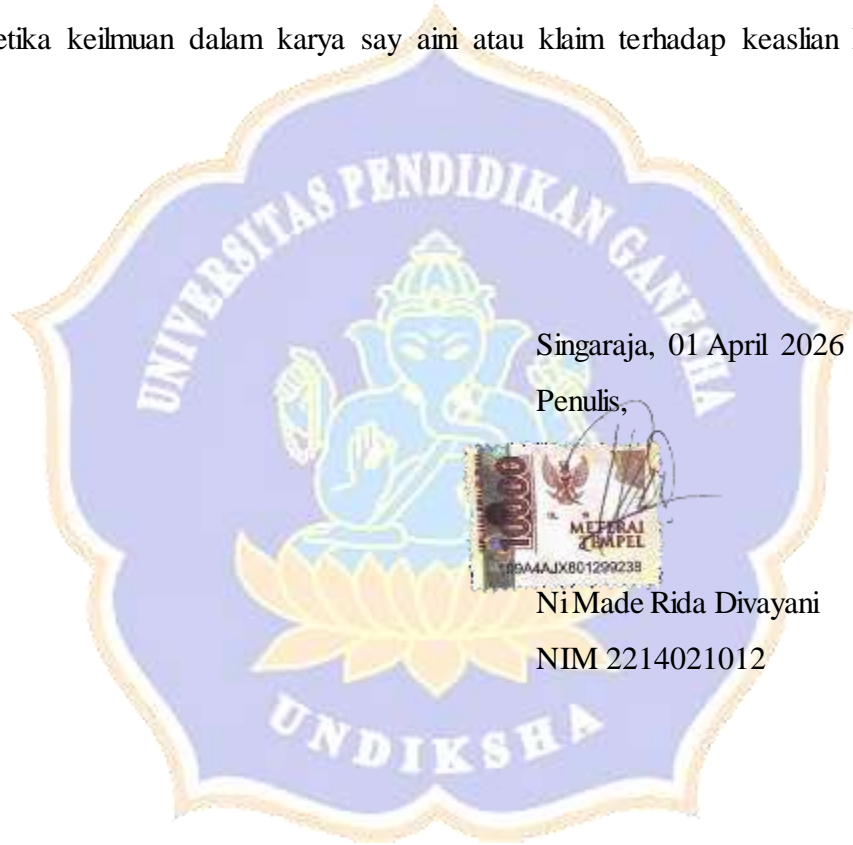 etika keilmuan dalam karya say aini atau klaim terhadap keaslian
UNIVERSITAS PENDIDIKAN GANESHA
Singaraja, 01 April 2026
Penulis,
10000
METERAI
TEMPEL
Ni Made Rida Divayani
NIM 2214021012
UNDIKSHA